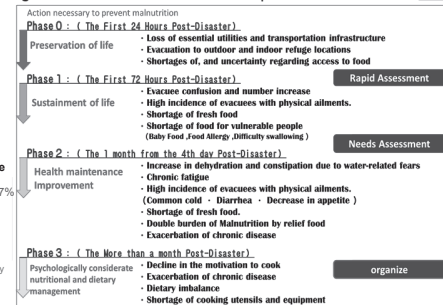 Action necessary to prevent malnutrition
Phase 0 : ( The First 24 Hours Post-Disaster)
Preservation of life
・Loss of essential utilities and transportation infrastructure
・Evacuation to outdoor and indoor refuge locations
・Shortages of, and uncertainty regarding access to food
Rapid Assessment
Phase 1 : ( The First 72 Hours Post-Disaster)
Sustainment of life
・Evacuee confusion and number increase
・High incidence of evacuees with physical ailments.
・Shortage of fresh food
・Shortage of food for vulnerable people
(Baby Food ,Food Allergy ,Difficulty swallowing )
Needs Assessment
Phase 2 : ( The 1 month from the 4th day Post-Disaster)
Health maintenance
Improvement
・Increase in dehydration and constipation due to water-related fears
・Chronic fatigue
・High incidence of evacuees with physical ailments.
(Common cold ・ Diarrhea ・ Decrease in appetite )
・Shortage of fresh food.
・Double burden of Malnutrition by relief food
・Exacerbation of chronic disease
7%
Phase 3 : ( The More than a month Post-Disaster)
Psychologically considerate
nutritional and dietary
management
・Decline in the motivation to cook
・Exacerbation of chronic disease
・Dietary imbalance
・Shortage of cooking utensils and equipment
organize